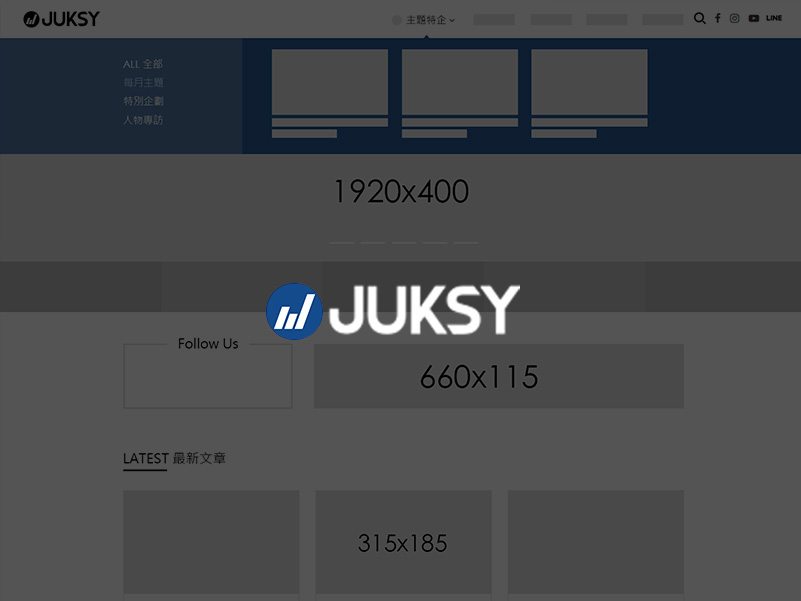 JUKSY
主題特企
LINE
ALL 全部
每月主題
特別企劃
人物專訪
1920x400
JUKSY
Follow Us
660x115
LATEST 最新文章
315x185